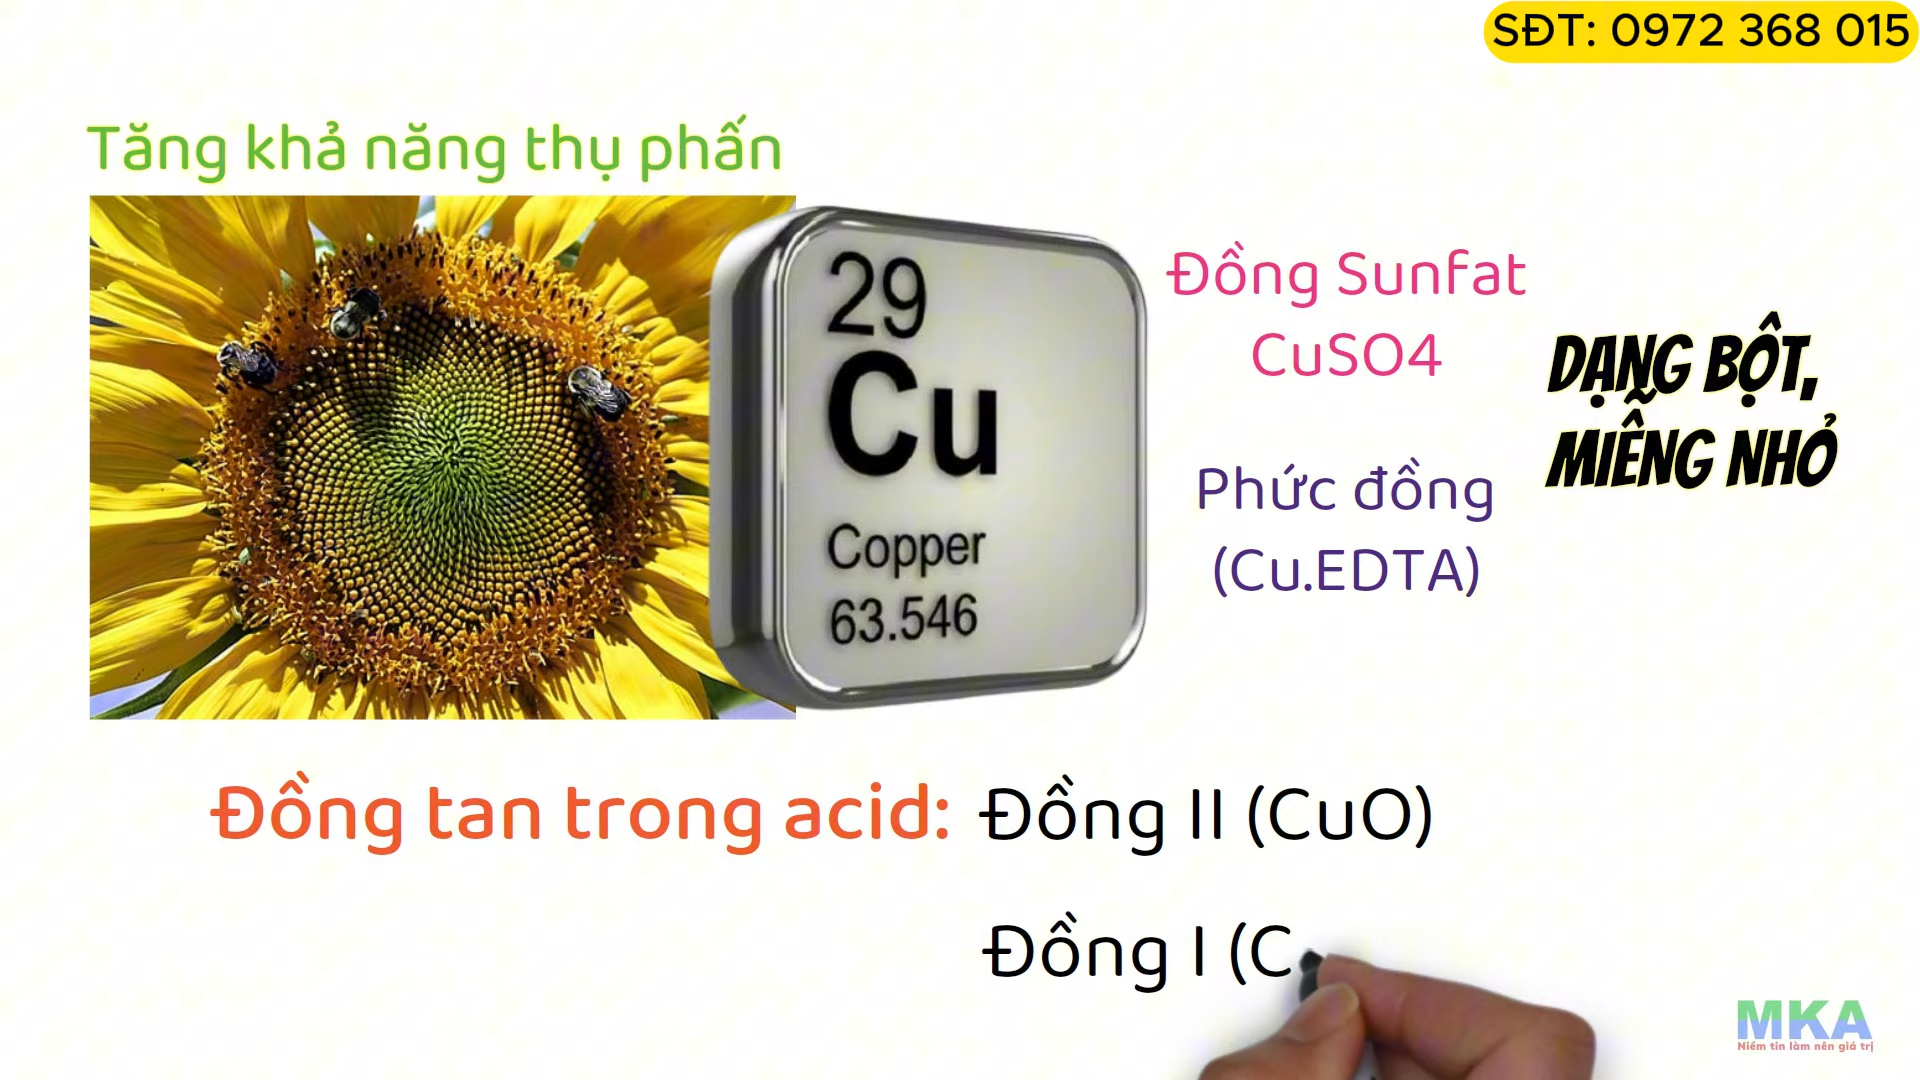 SĐT: 0972 368 015
Tăng khả năng thụ phấn
29
Cu
Copper
63.546
Đồng Sunfat
CuSO4
Phức đồng
(Cu.EDTA)
DẠNG BỘT,
MIỄNG NHỎ
Đồng tan trong acid: Đồng II (CuO)
Đồng I (C
MKA
Niềm tin làm nên giá trị